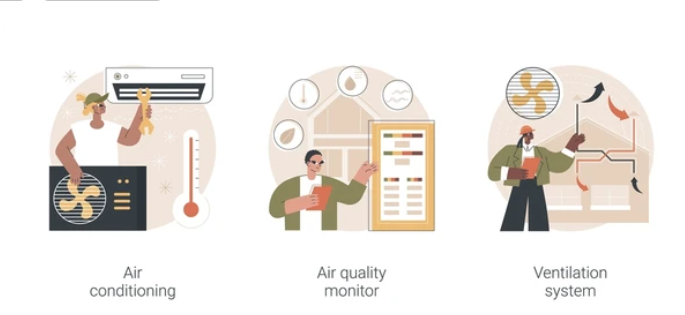 Air
conditioning
Air quality
monitor
Ventilation
system